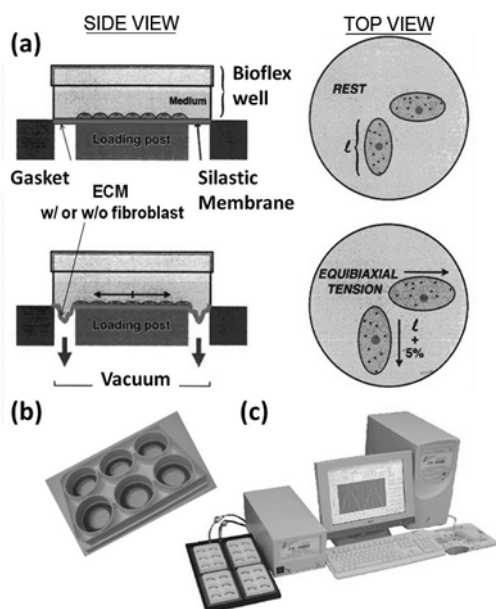 SIDE VIEW
TOP VIEW
(a)
Bioflex
well
Medium
Loading post
Gasket
Silastic
Membrane
ECM
w/ or w/o fibroblast
Loading post
Vacuum
REST
ℓ
EQUIBIAXIAL
TENSION
ℓ
+
5%
(b)
(c)